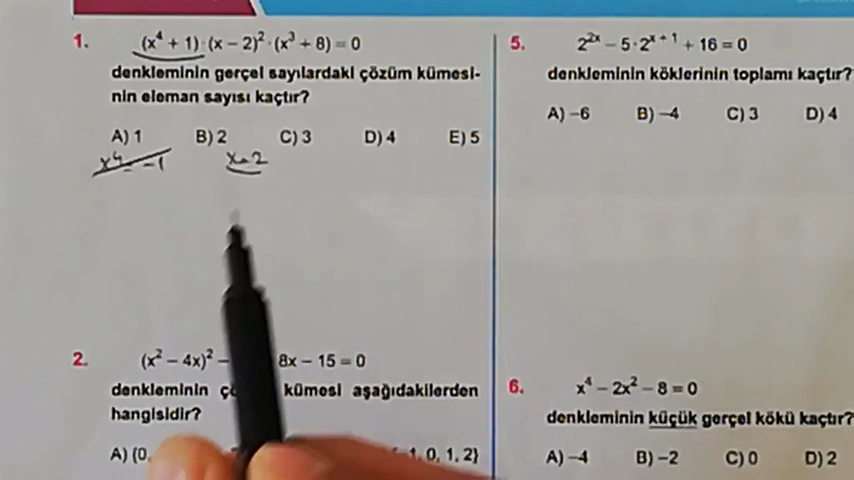 1. (x⁴ + 1)·(x – 2)²·(x³ + 8) = 0
denkleminin gerçel sayılardaki çözüm kümesi-
nin eleman sayısı kaçtır?
A) 1 B) 2 C) 3 D) 4 E) 5
x⁴ = -1 x = 2
2. (x² – 4x)² – 8x – 15 = 0
denkleminin kümesi aşağıdakilerden
hangisidir?
A) {0, 1, 0, 1, 2}
5. 2²ˣ – 5·2ˣ⁺¹ + 16 = 0
denkleminin köklerinin toplamı kaçtır?
A) –6 B) –4 C) 3 D) 4
6. x⁴ – 2x² – 8 = 0
denkleminin küçük gerçel kökü kaçtır?
A) –4 B) –2 C) 0 D) 2